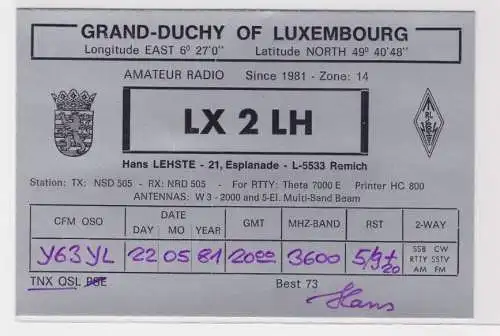 GRAND-DUCHY OF LUXEMBOURG
Longitude EAST 6° 27'0" Latitude NORTH 49° 40'48"
AMATEUR RADIO Since 1981 - Zone: 14
LX 2 LH
RL
Hans LEHSTE - 21, Esplanade - L-5533 Remich
Station: TX: NSD 505 - RX: NRD 505 - For RTTY: Theta 7000 E Printer HC 800
ANTENNAS: W 3 - 2000 and 5-El. Multi-Band Beam
CFM QSO DATE GMT MHZ-BAND RST 2-WAY
DAY MO YEAR
Y63YL 22 05 81 2000 3600 5/9+20 SSB CW
RTTY SSTV
AM FM
TNX QSL PSE Best 73
Hans